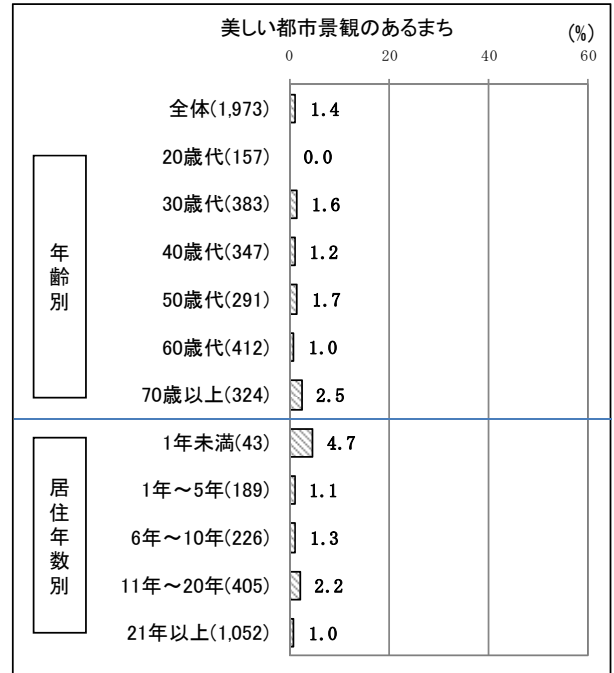 美しい都市景観のあるまち
(%)
0 20 40 60
全体(1,973) 1.4
年齢別
20歳代(157) 0.0
30歳代(383) 1.6
40歳代(347) 1.2
50歳代(291) 1.7
60歳代(412) 1.0
70歳以上(324) 2.5
居住年数別
1年未満(43) 4.7
1年～5年(189) 1.1
6年～10年(226) 1.3
11年～20年(405) 2.2
21年以上(1,052) 1.0